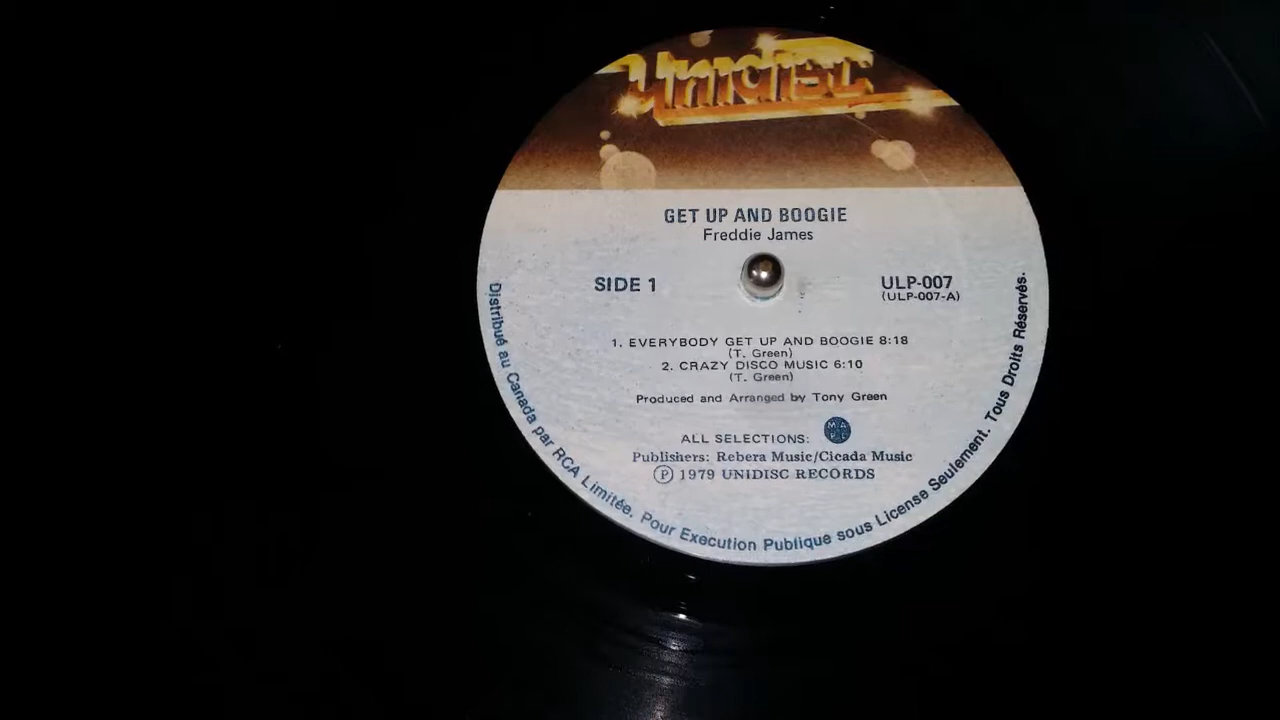 Unidisc
GET UP AND BOOGIE
Freddie James
SIDE 1
ULP-007
(ULP-007-A)
1. EVERYBODY GET UP AND BOOGIE 8:18
(T. Green)
2. CRAZY DISCO MUSIC 6:10
(T. Green)
Produced and Arranged by Tony Green
ALL SELECTIONS: MAPL
Publishers: Rebera Music/Cicada Music
Ⓟ 1979 UNIDISC RECORDS
Distribué au Canada par RCA Limitée. Pour Execution Publique sous License Seulement. Tous Droits Réservés.